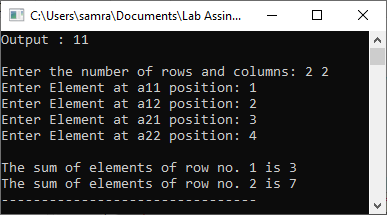 C:\Users\samra\Documents\Lab Assin...
Output : 11
Enter the number of rows and columns: 2 2
Enter Element at a11 position: 1
Enter Element at a12 position: 2
Enter Element at a21 position: 3
Enter Element at a22 position: 4
The sum of elements of row no. 1 is 3
The sum of elements of row no. 2 is 7
--------------------------------